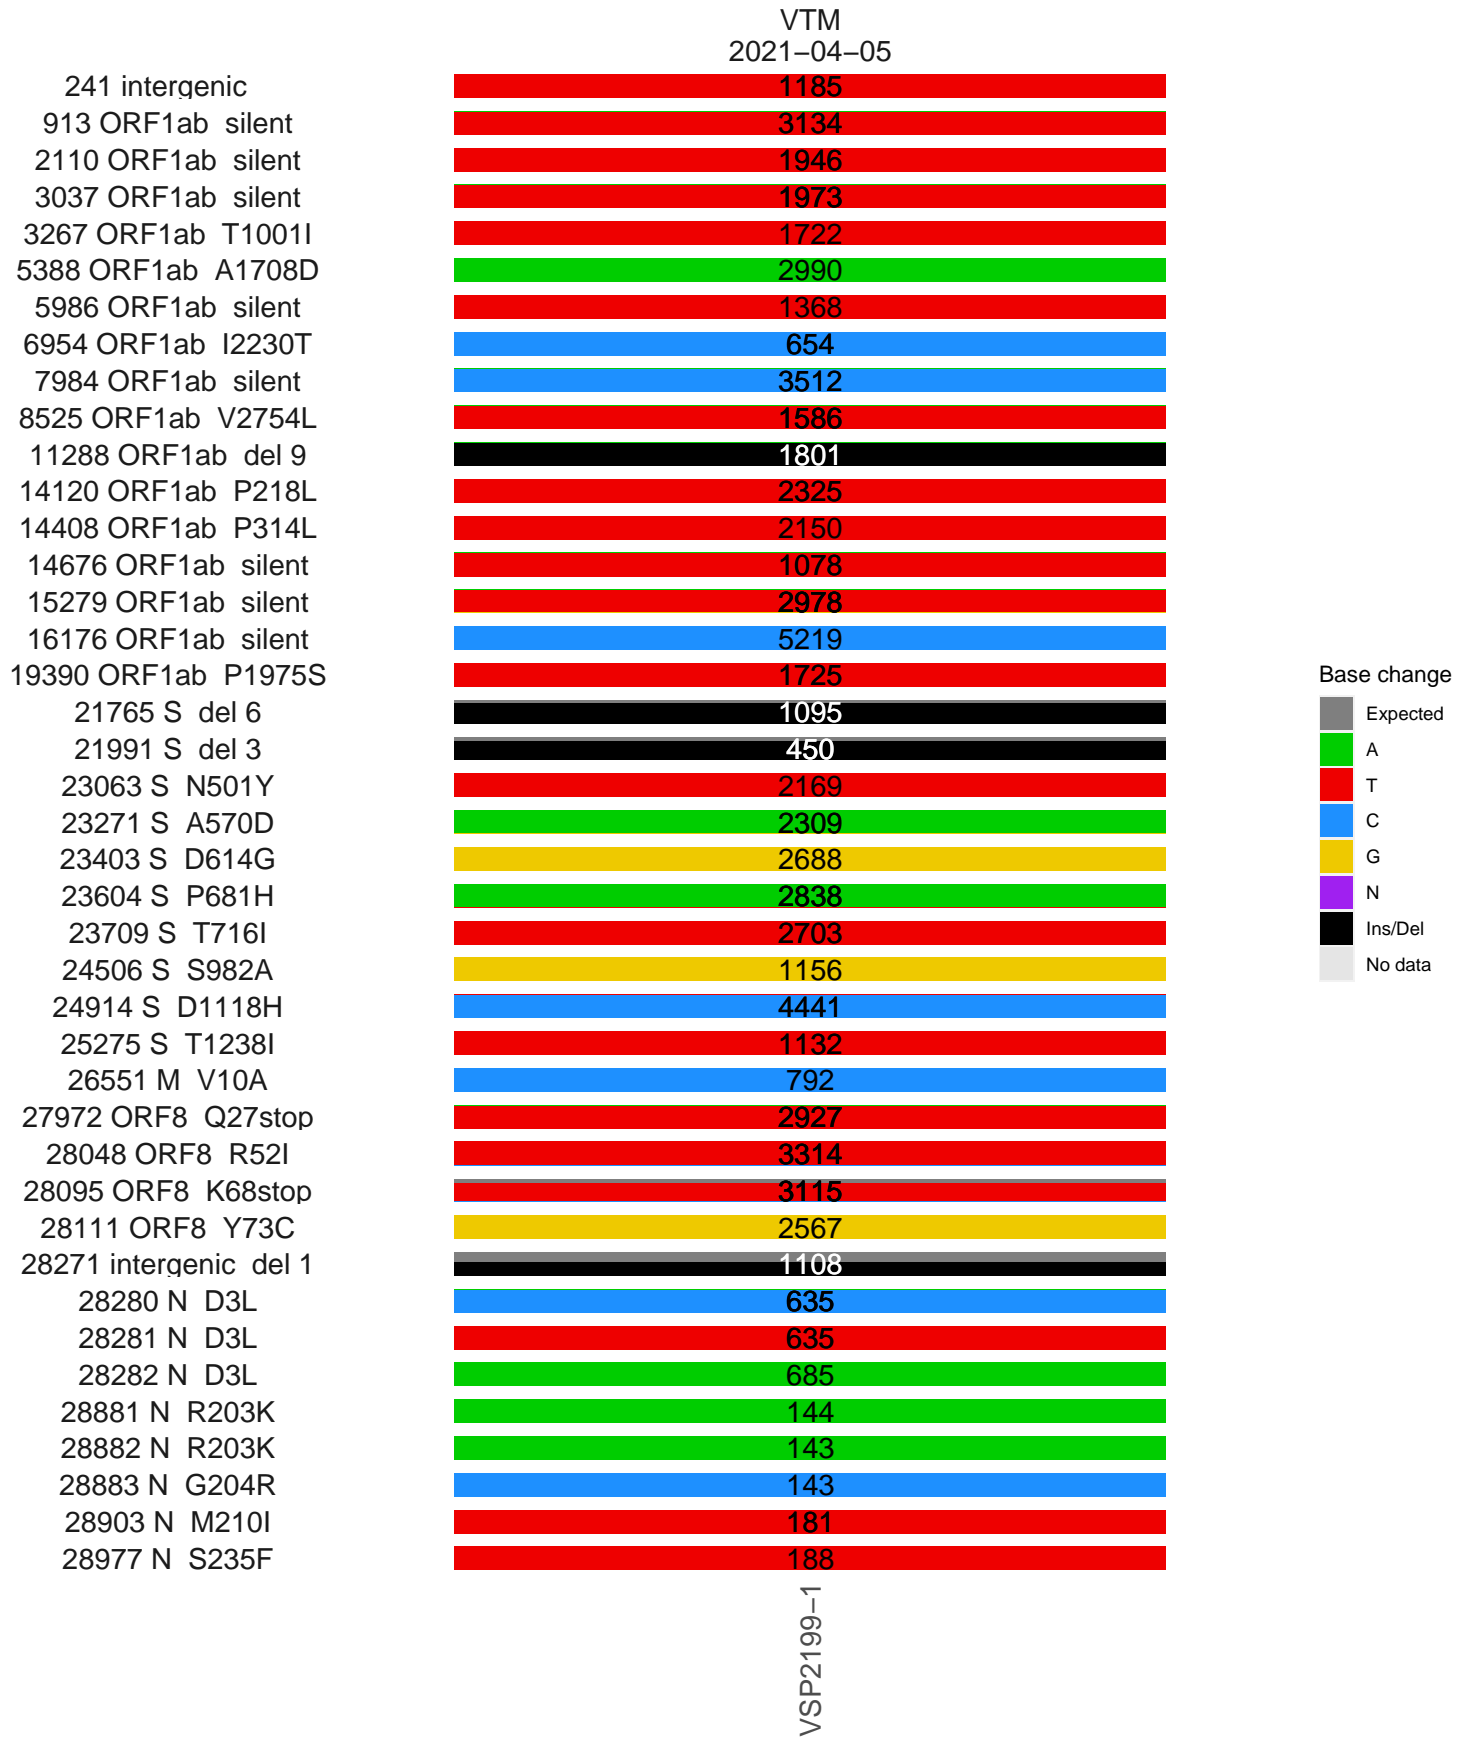 VTM
2021−04−05
241 intergenic 1185
913 ORF1ab silent 3134
2110 ORF1ab silent 1946
3037 ORF1ab silent 1973
3267 ORF1ab T1001I 1722
5388 ORF1ab A1708D 2990
5986 ORF1ab silent 1368
6954 ORF1ab I2230T 654
7984 ORF1ab silent 3512
8525 ORF1ab V2754L 1586
11288 ORF1ab del 9 1801
14120 ORF1ab P218L 2325
14408 ORF1ab P314L 2150
14676 ORF1ab silent 1078
15279 ORF1ab silent 2978
16176 ORF1ab silent 5219
19390 ORF1ab P1975S 1725
21765 S del 6 1095
21991 S del 3 450
23063 S N501Y 2169
23271 S A570D 2309
23403 S D614G 2688
23604 S P681H 2838
23709 S T716I 2703
24506 S S982A 1156
24914 S D1118H 4441
25275 S T1238I 1132
26551 M V10A 792
27972 ORF8 Q27stop 2927
28048 ORF8 R52I 3314
28095 ORF8 K68stop 3115
28111 ORF8 Y73C 2567
28271 intergenic del 1 1108
28280 N D3L 635
28281 N D3L 635
28282 N D3L 685
28881 N R203K 144
28882 N R203K 143
28883 N G204R 143
28903 N M210I 181
28977 N S235F 188
VSP2199−1
Base change
Expected
A
T
C
G
N
Ins/Del
No data